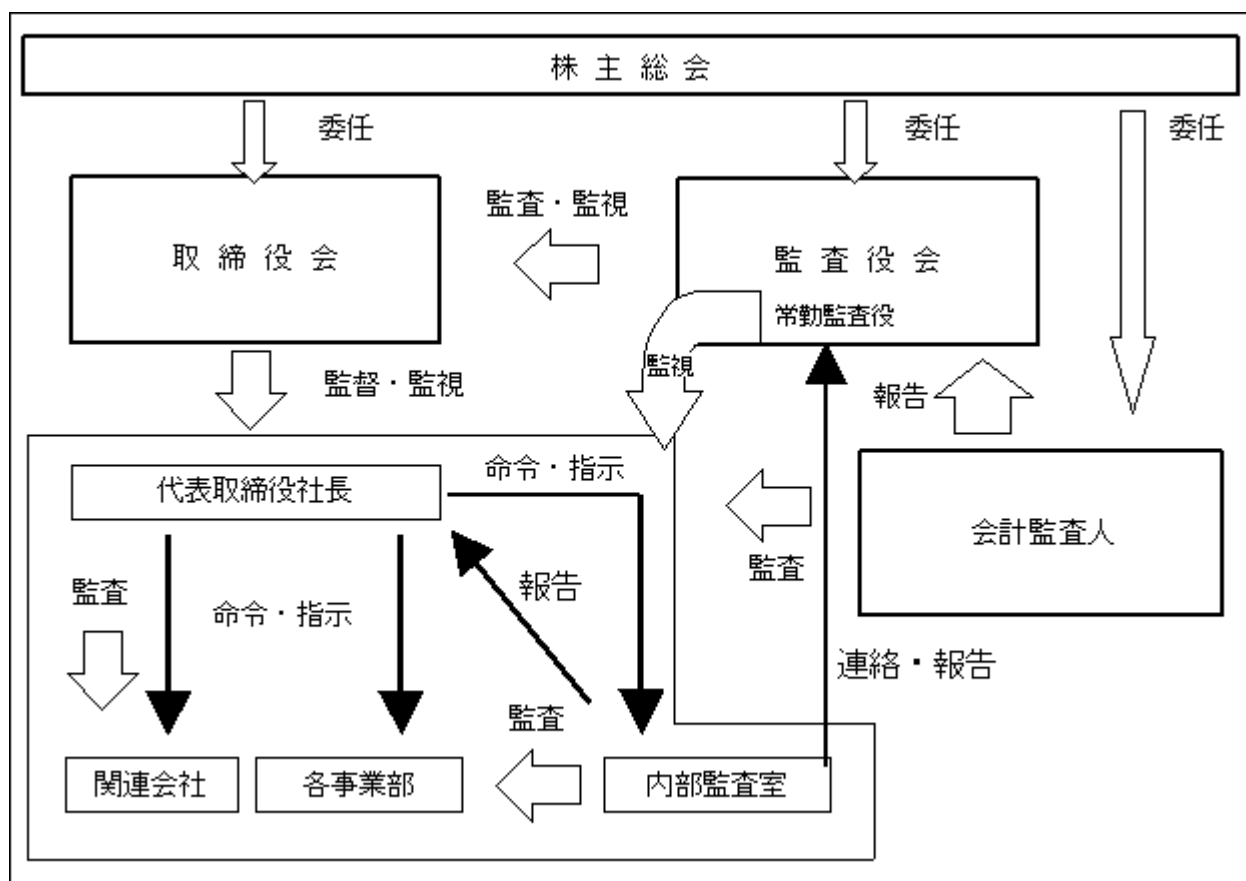 株主総会
委任
委任
委任
監査・監視
取締役会
監査役会
常勤監査役
監視
監督・監視
報告
命令・指示
代表取締役社長
会計監査人
監査
報告
監査
命令・指示
連絡・報告
監査
関連会社
各事業部
内部監査室